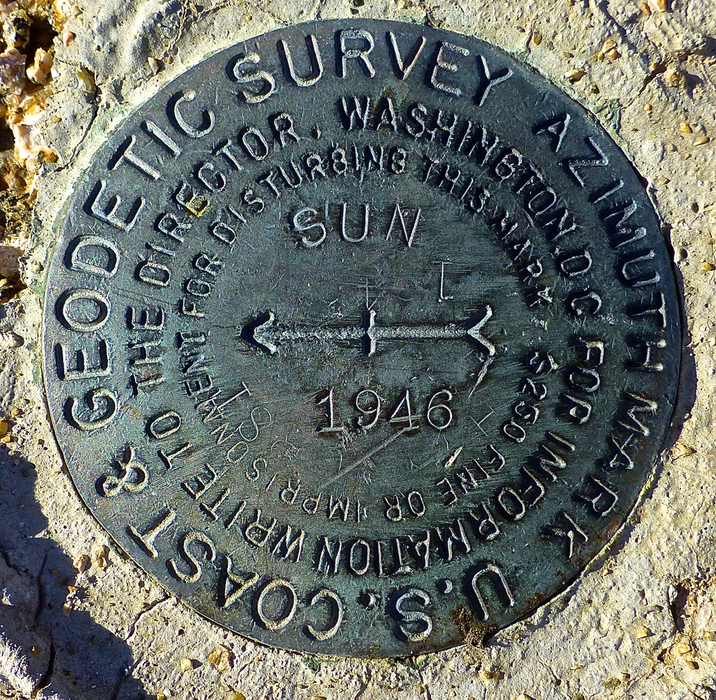 U.S. COAST & GEODETIC SURVEY AZIMUTH MARK
FOR INFORMATION WRITE TO THE DIRECTOR, WASHINGTON, D.C.
$250 FINE OR IMPRISONMENT FOR DISTURBING THIS MARK.
SUN
1946